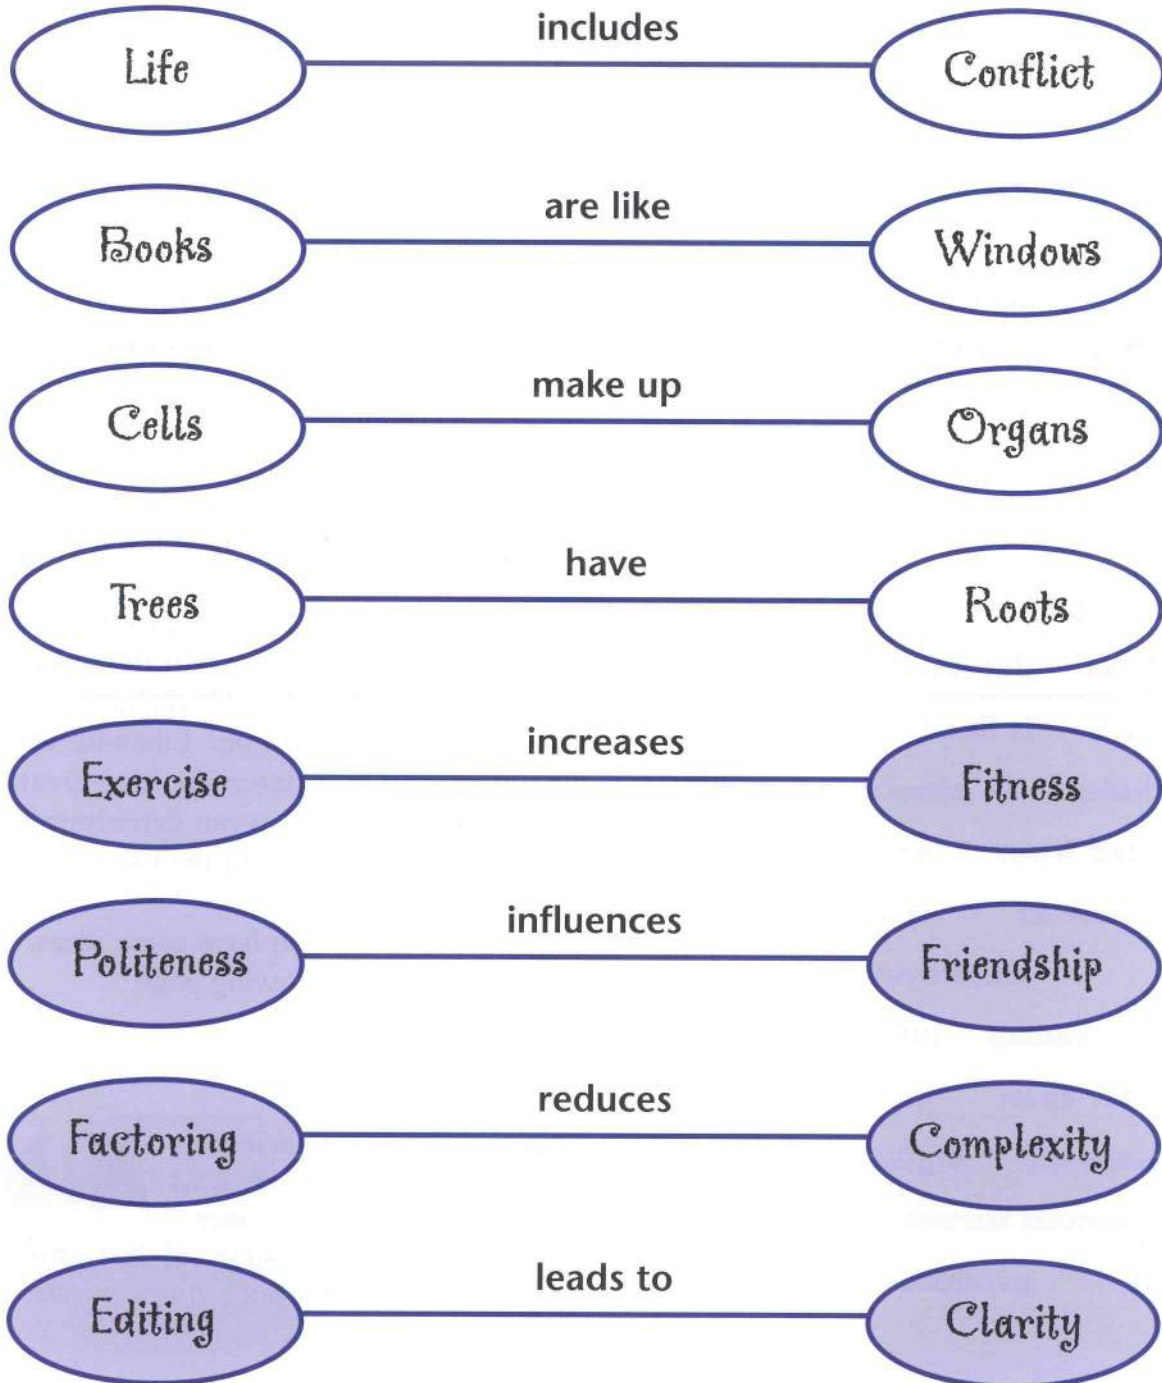 includes
Life Conflict
are like
Books Windows
make up
Cells Organs
have
Trees Roots
increases
Exercise Fitness
influences
Politeness Friendship
reduces
Factoring Complexity
leads to
Editing Clarity